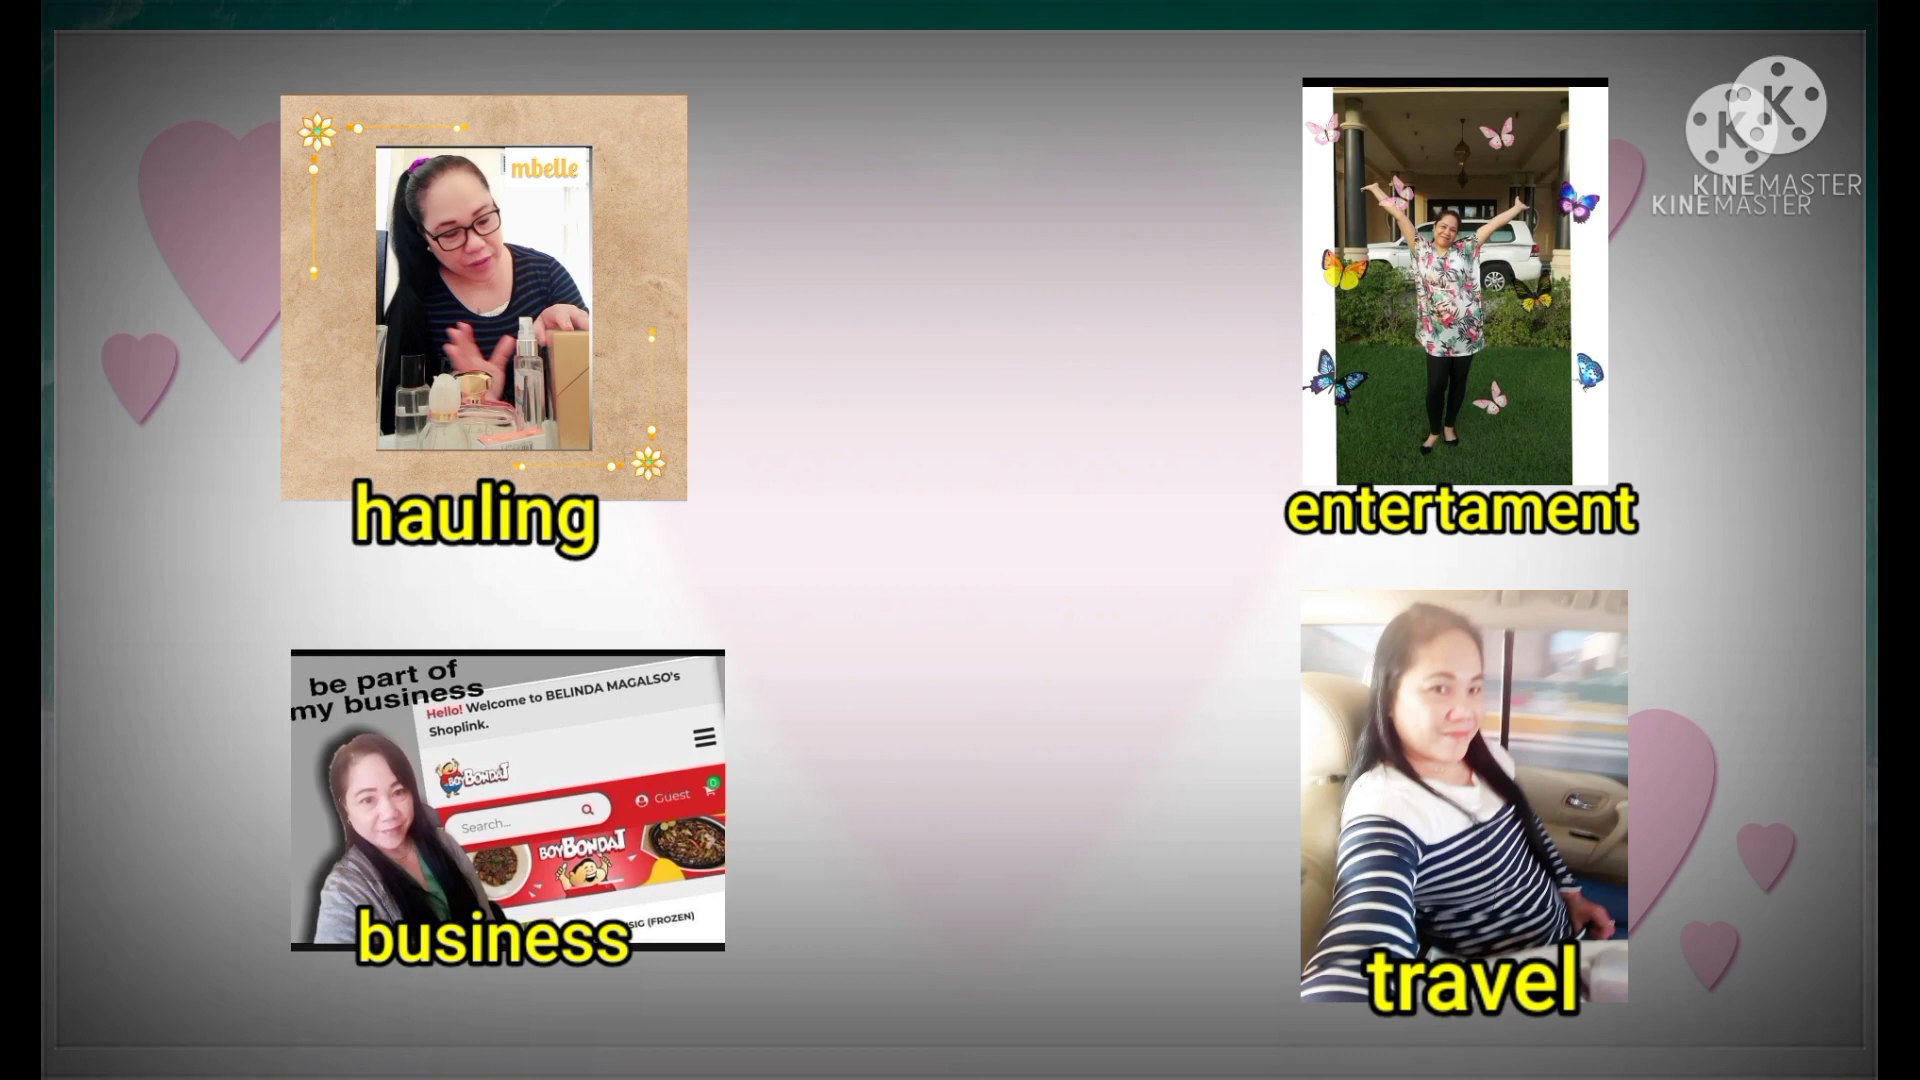 mbelle
KINEMASTER
KINEMASTER
hauling
entertament
be part of
my business
Hello! Welcome to BELINDA MAGALSO's
Shoplink.
BOYBONDAT
Search...
Guest
0
BOYBONDAT
(FROZEN)
business
travel